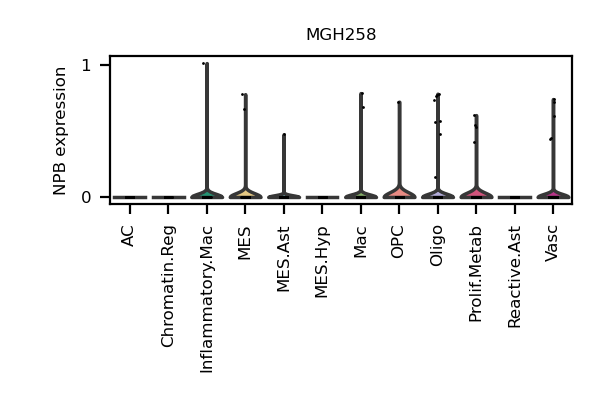 MGH258
NPB expression
1
0
AC
Chromatin.Reg
Inflammatory.Mac
MES
MES.Ast
MES.Hyp
Mac
OPC
Oligo
Prolif.Metab
Reactive.Ast
Vasc